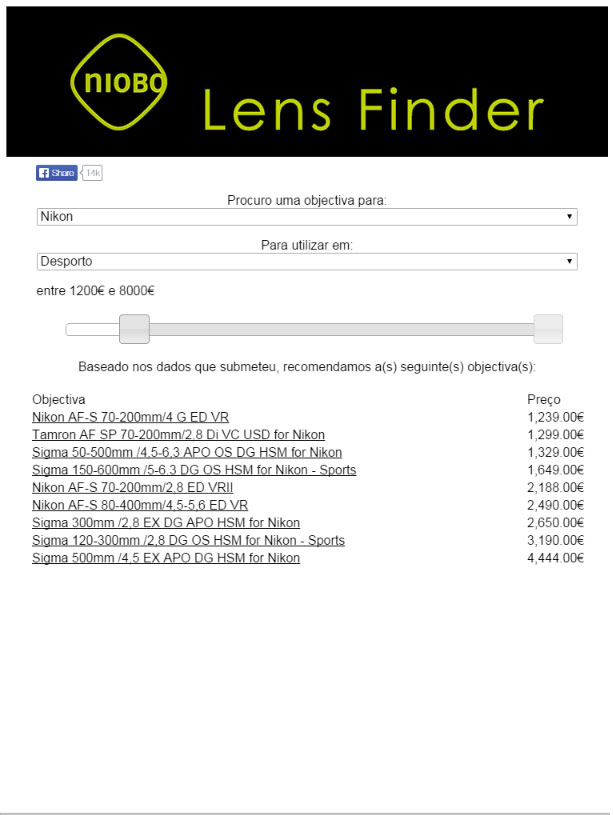 NIOBO
Lens Finder
Share 14k
Procuro uma objectiva para:
Nikon
Para utilizar em:
Desporto
entre 1200€ e 8000€
Baseado nos dados que submeteu, recomendamos a(s) seguinte(s) objectiva(s):
Objectiva Preço
Nikon AF-S 70-200mm/4 G ED VR 1,239.00€
Tamron AF SP 70-200mm/2,8 Di VC USD for Nikon 1,299.00€
Sigma 50-500mm /4,5-6,3 APO OS DG HSM for Nikon 1,329.00€
Sigma 150-600mm /5-6.3 DG OS HSM for Nikon - Sports 1,649.00€
Nikon AF-S 70-200mm/2,8 ED VRII 2,188.00€
Nikon AF-S 80-400mm/4,5-5,6 ED VR 2,490.00€
Sigma 300mm /2,8 EX DG APO HSM for Nikon 2,650.00€
Sigma 120-300mm /2,8 DG OS HSM for Nikon - Sports 3,190.00€
Sigma 500mm /4,5 EX APO DG HSM for Nikon 4,444.00€